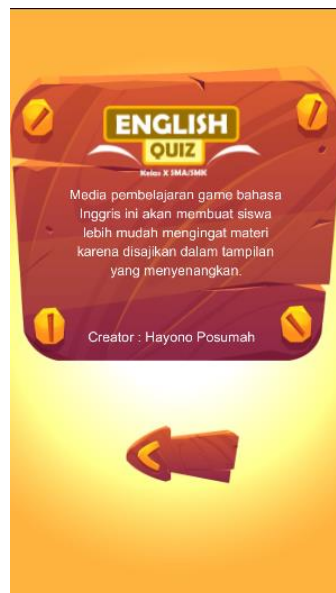 ENGLISH
QUIZ
Kelas X SMA/SMK
Media pembelajaran game bahasa
Inggris ini akan membuat siswa
lebih mudah mengingat materi
karena disajikan dalam tampilan
yang menyenangkan.
Creator : Hayono Posumah